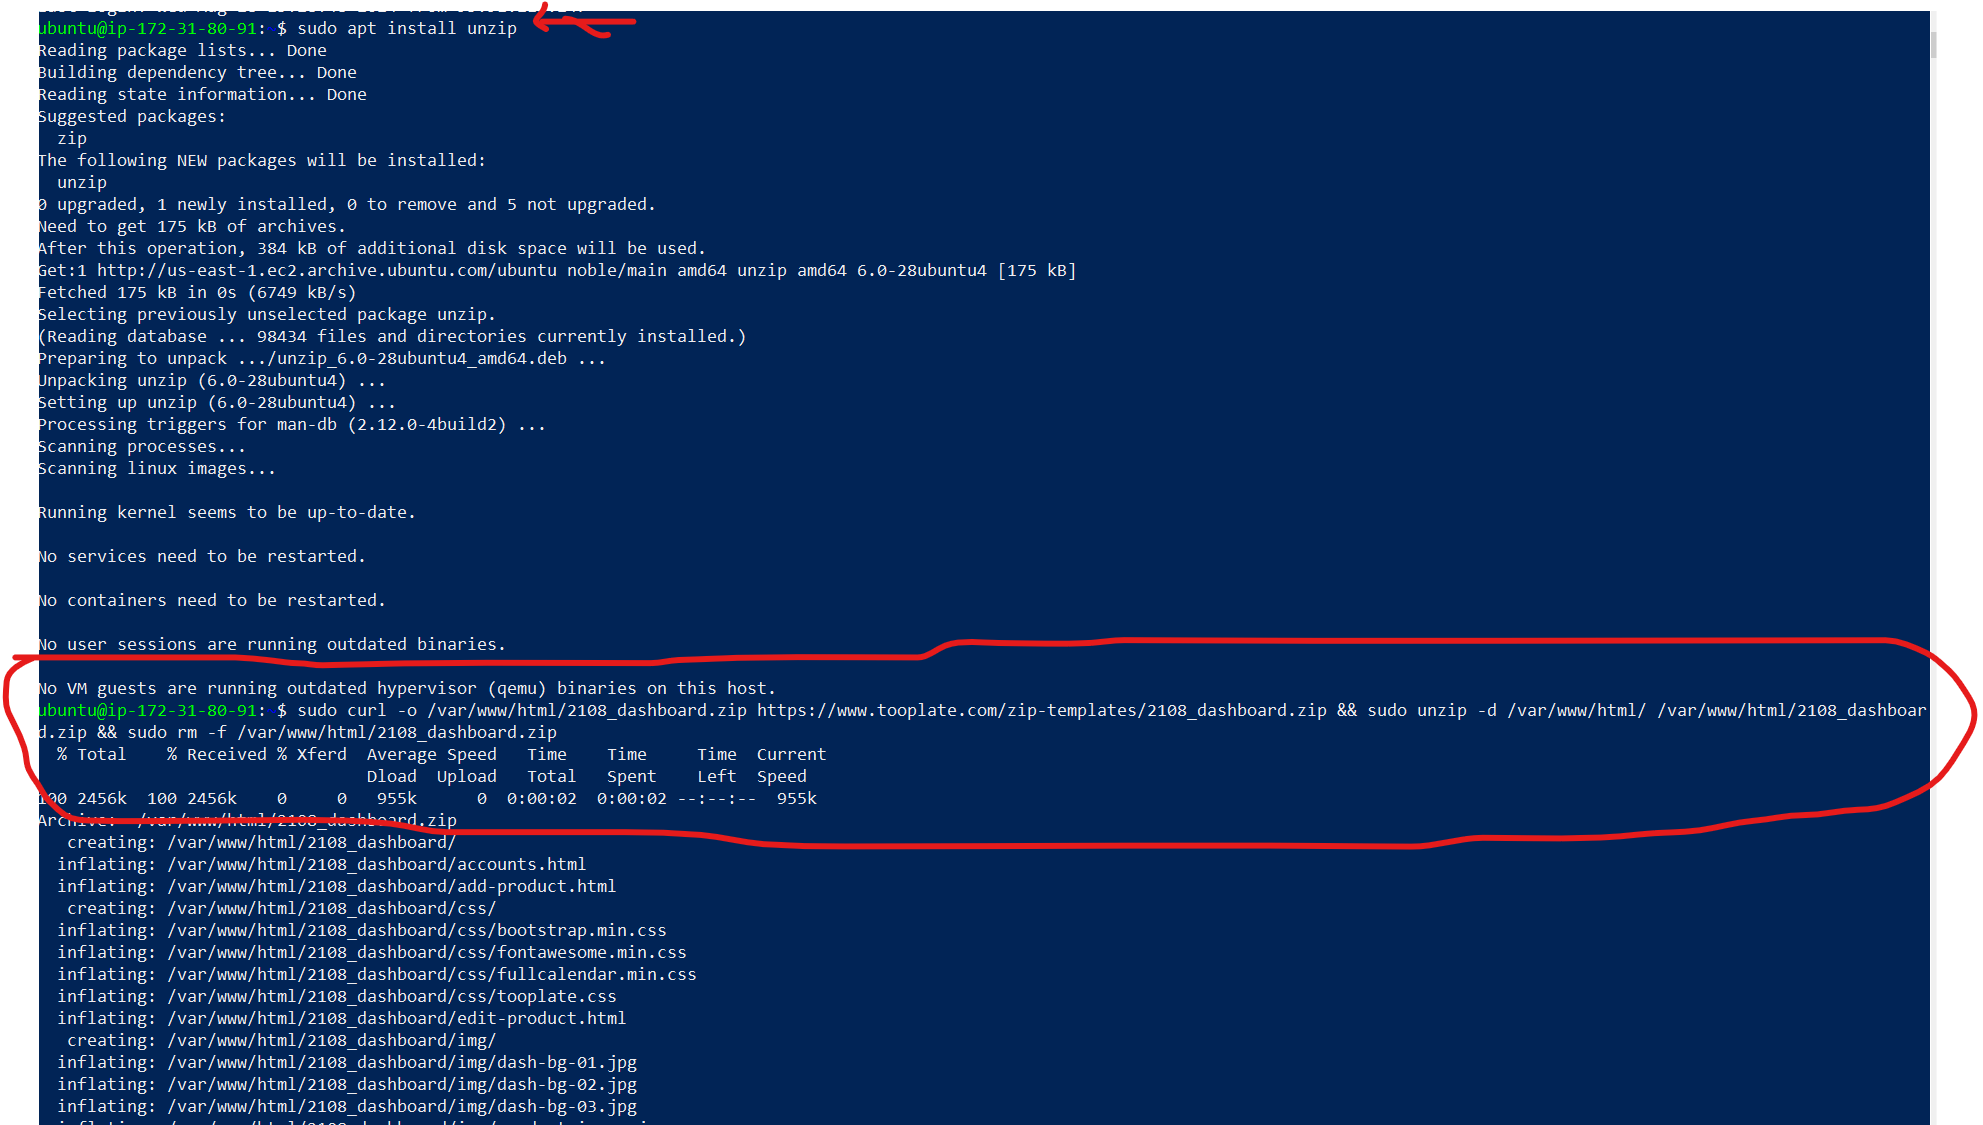 ubuntu@ip-172-31-80-91:~$ sudo apt install unzip
Reading package lists... Done
Building dependency tree... Done
Reading state information... Done
Suggested packages:
  zip
The following NEW packages will be installed:
  unzip
0 upgraded, 1 newly installed, 0 to remove and 5 not upgraded.
Need to get 175 kB of archives.
After this operation, 384 kB of additional disk space will be used.
Get:1 http://us-east-1.ec2.archive.ubuntu.com/ubuntu noble/main amd64 unzip amd64 6.0-28ubuntu4 [175 kB]
Fetched 175 kB in 0s (6749 kB/s)
Selecting previously unselected package unzip.
(Reading database ... 98434 files and directories currently installed.)
Preparing to unpack .../unzip_6.0-28ubuntu4_amd64.deb ...
Unpacking unzip (6.0-28ubuntu4) ...
Setting up unzip (6.0-28ubuntu4) ...
Processing triggers for man-db (2.12.0-4build2) ...
Scanning processes...
Scanning linux images...
Running kernel seems to be up-to-date.
No services need to be restarted.
No containers need to be restarted.
No user sessions are running outdated binaries.
No VM guests are running outdated hypervisor (qemu) binaries on this host.
ubuntu@ip-172-31-80-91:~$ sudo curl -o /var/www/html/2108_dashboard.zip https://www.tooplate.com/zip-templates/2108_dashboard.zip && sudo unzip -d /var/www/html/ /var/www/html/2108_dashboar
d.zip && sudo rm -f /var/www/html/2108_dashboard.zip
  % Total    % Received % Xferd  Average Speed   Time    Time     Time  Current
                                 Dload  Upload   Total   Spent    Left  Speed
100 2456k  100 2456k    0     0   955k      0  0:00:02  0:00:02 --:--:--  955k
Archive:  /var/www/html/2108_dashboard.zip
   creating: /var/www/html/2108_dashboard/
  inflating: /var/www/html/2108_dashboard/accounts.html
  inflating: /var/www/html/2108_dashboard/add-product.html
   creating: /var/www/html/2108_dashboard/css/
  inflating: /var/www/html/2108_dashboard/css/bootstrap.min.css
  inflating: /var/www/html/2108_dashboard/css/fontawesome.min.css
  inflating: /var/www/html/2108_dashboard/css/fullcalendar.min.css
  inflating: /var/www/html/2108_dashboard/css/tooplate.css
  inflating: /var/www/html/2108_dashboard/edit-product.html
   creating: /var/www/html/2108_dashboard/img/
  inflating: /var/www/html/2108_dashboard/img/dash-bg-01.jpg
  inflating: /var/www/html/2108_dashboard/img/dash-bg-02.jpg
  inflating: /var/www/html/2108_dashboard/img/dash-bg-03.jpg